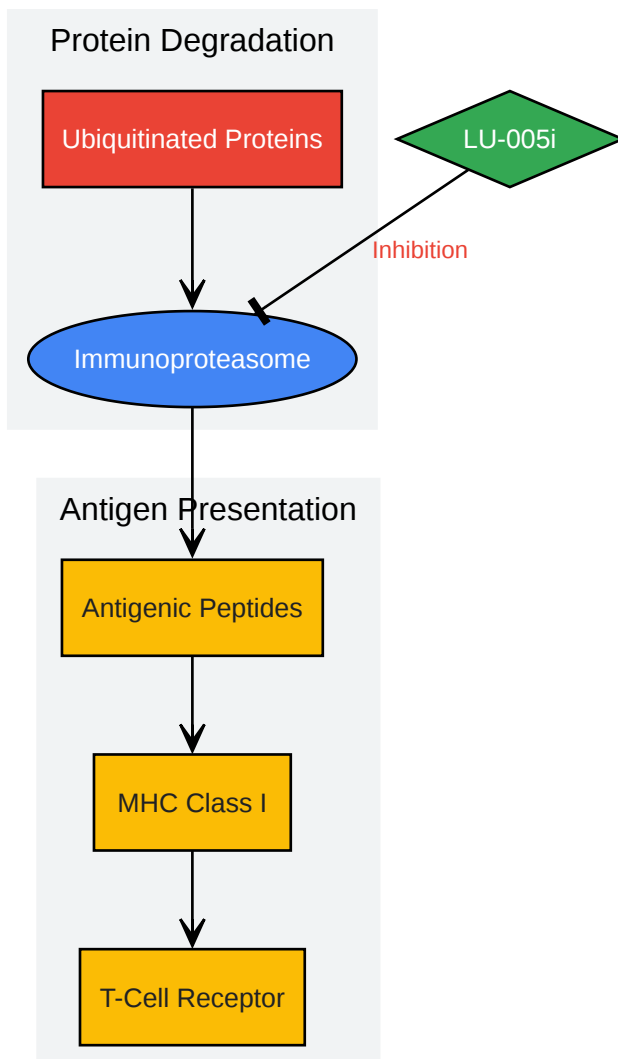 Protein Degradation
Ubiquitinated Proteins
LU-005i
Inhibition
Immunoproteasome
Antigen Presentation
Antigenic Peptides
MHC Class I
T-Cell Receptor